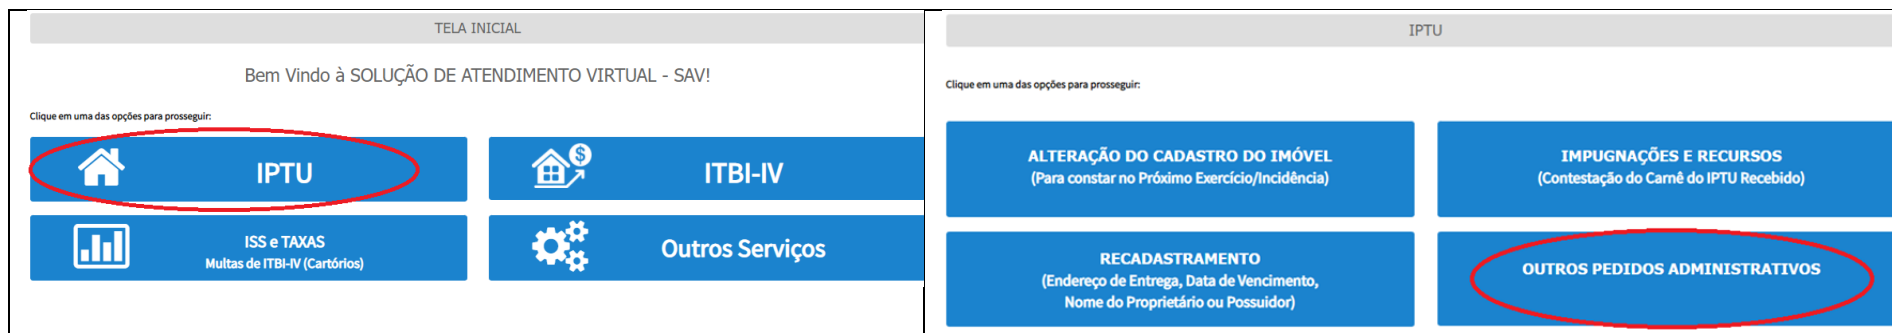 TELA INICIAL
Bem Vindo à SOLUÇÃO DE ATENDIMENTO VIRTUAL - SAV!
Clique em uma das opções para prosseguir:
IPTU
ITBI-IV
ISS e TAXAS
Multas de ITBI-IV (Cartórios)
Outros Serviços
IPTU
Clique em uma das opções para prosseguir:
ALTERAÇÃO DO CADASTRO DO IMÓVEL
(Para constar no Próximo Exercício/Incidência)
IMPUGNAÇÕES E RECURSOS
(Contestação do Carnê do IPTU Recebido)
RECADASTRAMENTO
(Endereço de Entrega, Data de Vencimento,
Nome do Proprietário ou Possuidor)
OUTROS PEDIDOS ADMINISTRATIVOS